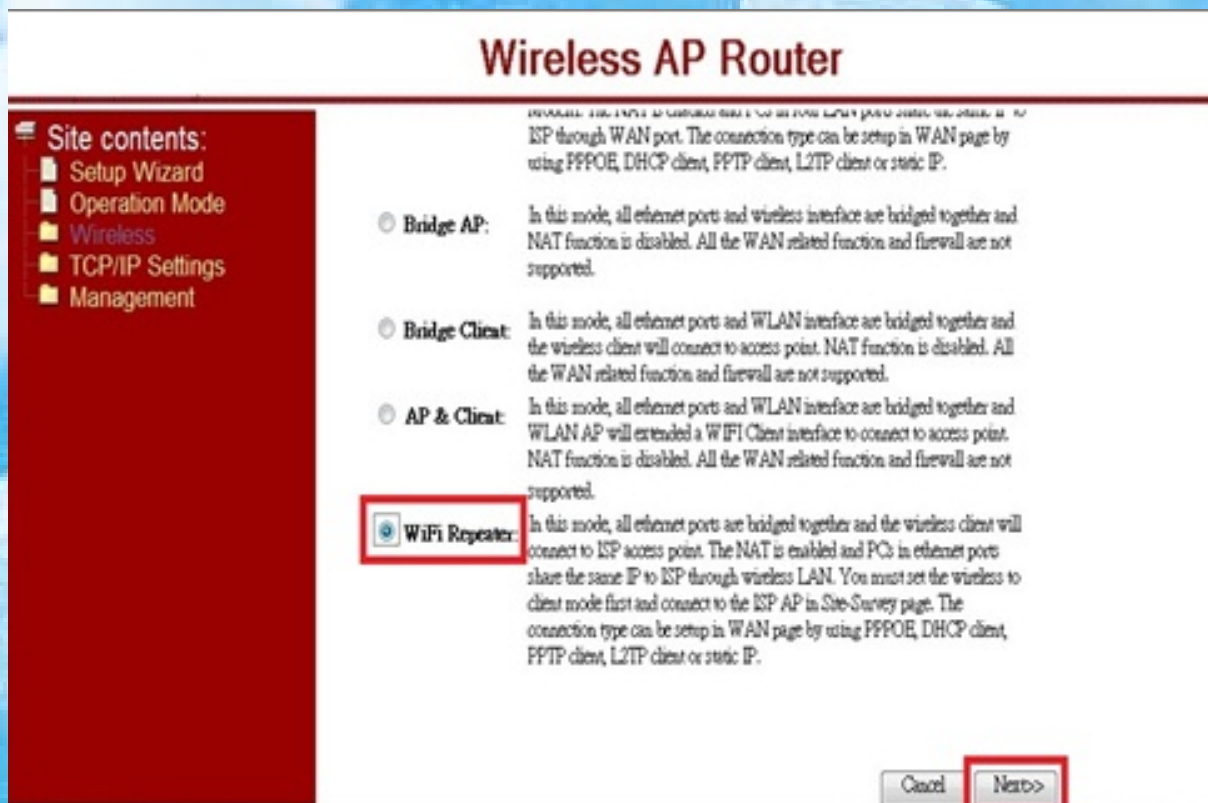 Wireless AP Router
Site contents:
Setup Wizard
Operation Mode
Wireless
TCP/IP Settings
Management
ISP through WAN port. The connection type can be setup in WAN page by
using PPPOE, DHCP client, PPTP client, L2TP client or static IP.
Bridge AP:
In this mode, all ethernet ports and wireless interface are bridged together and
NAT function is disabled. All the WAN related function and firewall are not
supported.
Bridge Client:
In this mode, all ethernet ports and WLAN interface are bridged together and
the wireless client will connect to access point. NAT function is disabled. All
the WAN related function and firewall are not supported.
AP & Client:
In this mode, all ethernet ports and WLAN interface are bridged together and
WLAN AP will extended a WIFI Client interface to connect to access point.
NAT function is disabled. All the WAN related function and firewall are not
supported.
WiFi Repeater:
In this mode, all ethernet ports are bridged together and the wireless client will
connect to ISP access point. The NAT is enabled and PCs in ethernet ports
share the same IP to ISP through wireless LAN. You must set the wireless to
client mode first and connect to the ISP AP in Site-Survey page. The
connection type can be setup in WAN page by using PPPOE, DHCP client,
PPTP client, L2TP client or static IP.
Cancel Next>>